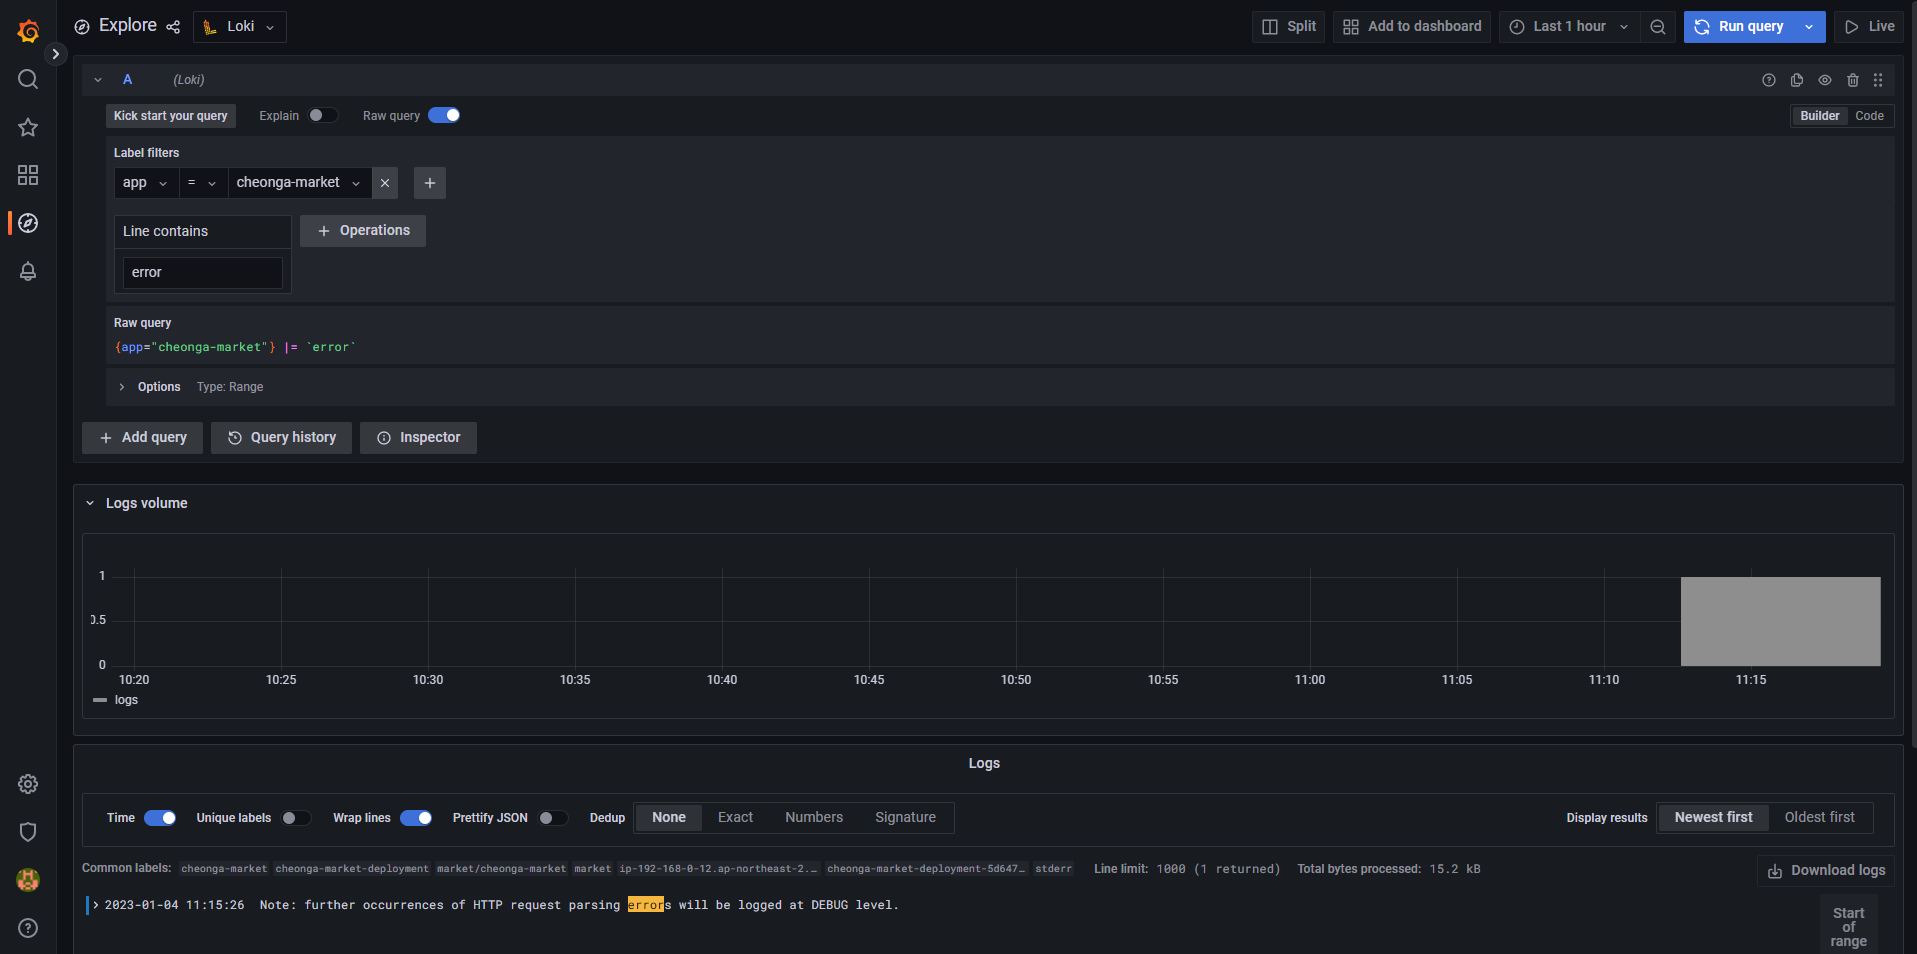 Explore Loki Split Add to dashboard Last 1 hour Run query Live
A (Loki)
Kick start your query Explain Raw query Builder Code
Label filters
app = cheonga-market
Line contains + Operations
error
Raw query
{app="cheonga-market"} |= `error`
Options Type: Range
+ Add query Query history Inspector
Logs volume
1
0.5
0
10:20 10:25 10:30 10:35 10:40 10:45 10:50 10:55 11:00 11:05 11:10 11:15
logs
Logs
Time Unique labels Wrap lines Prettify JSON Dedup None Exact Numbers Signature Display results Newest first Oldest first
Common labels: cheonga-market cheonga-market-deployment market/cheonga-market market ip-192-168-0-12.ap-northeast-2.… cheonga-market-deployment-5d647… stderr Line limit: 1000 (1 returned) Total bytes processed: 15.2 kB Download logs
2023-01-04 11:15:26 Note: further occurrences of HTTP request parsing errors will be logged at DEBUG level.
Start
of
range